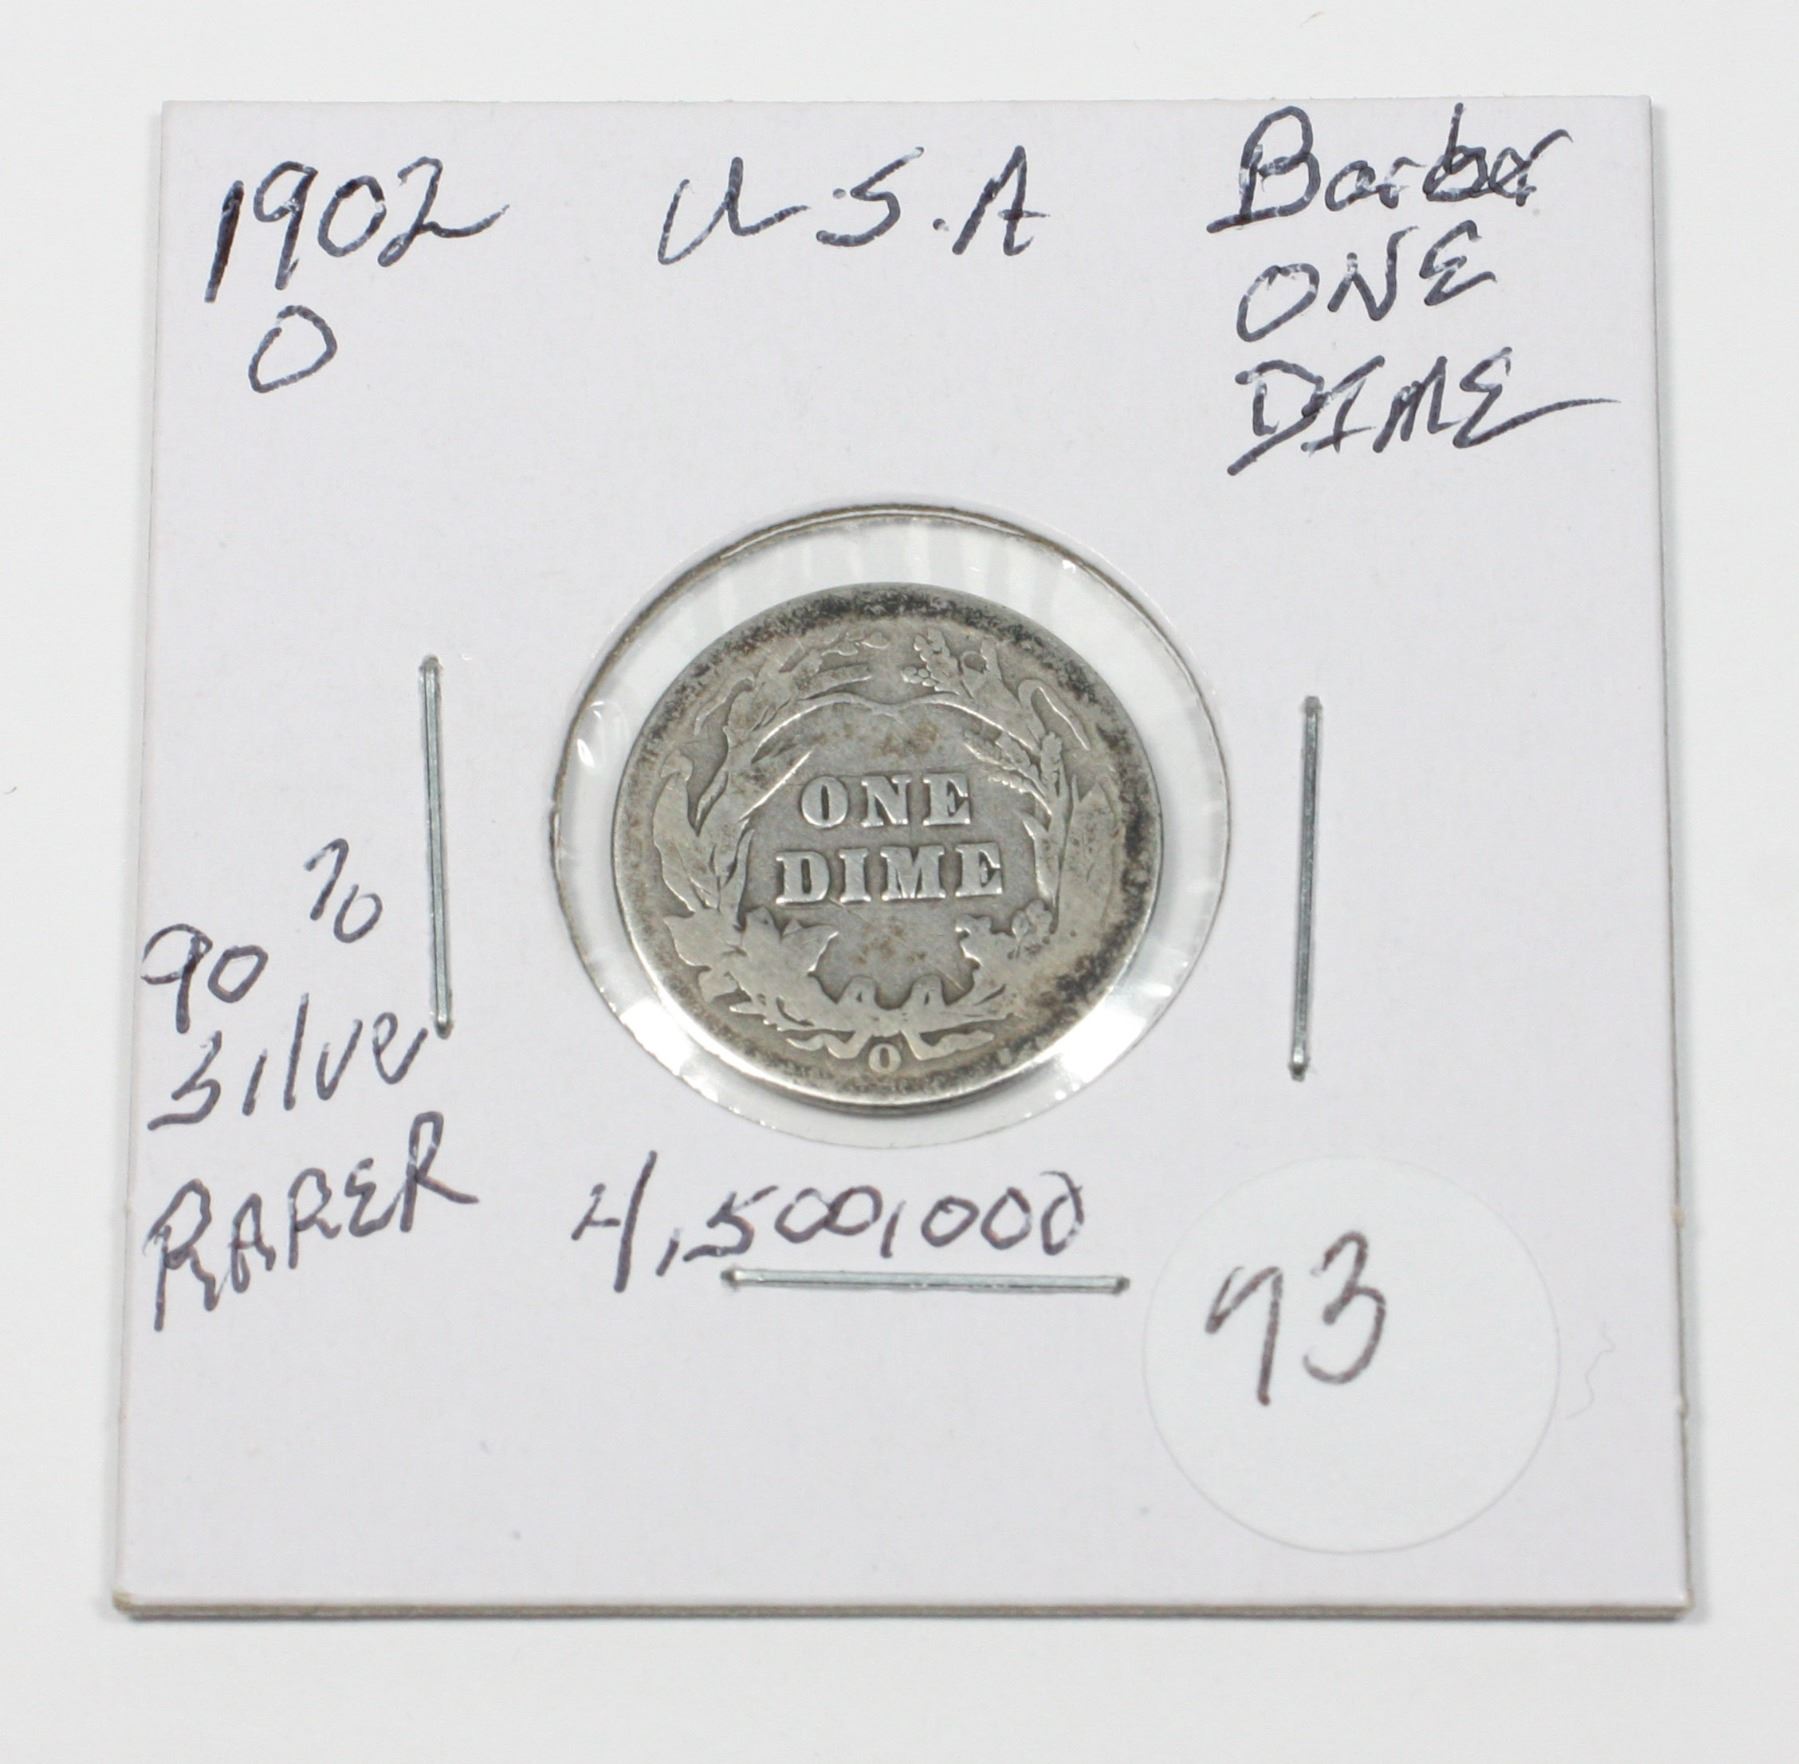 1902 U.S.A Barber
O ONE
DIME
ONE
DIME
O
90 %
Silver
RARER 4,500,000
93